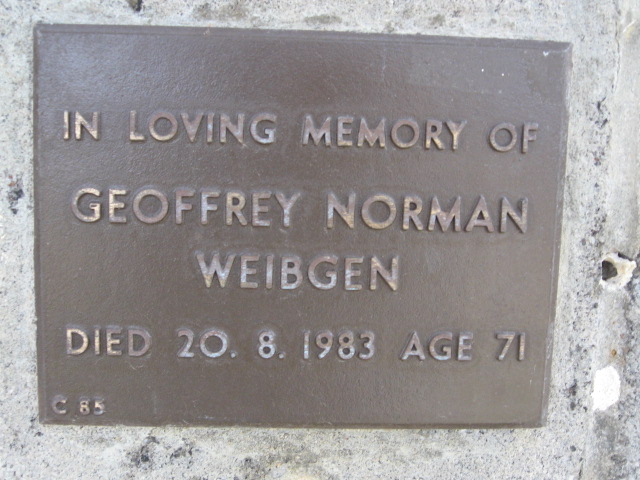 IN LOVING MEMORY OF
GEOFFREY NORMAN
WEIBGEN
DIED 20. 8. 1983 AGE 71
C 85